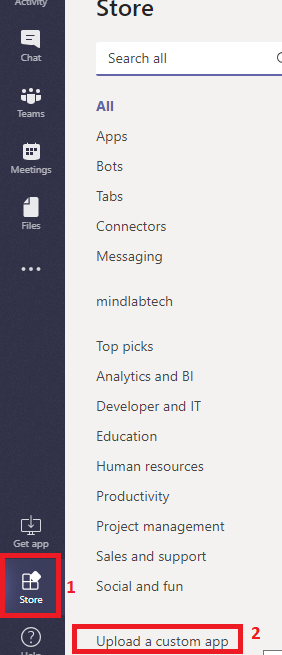 Activity
Chat
Teams
Meetings
Files
Get app
Store
1
Help
Store
Search all
All
Apps
Bots
Tabs
Connectors
Messaging
mindlabtech
Top picks
Analytics and BI
Developer and IT
Education
Human resources
Productivity
Project management
Sales and support
Social and fun
Upload a custom app
2